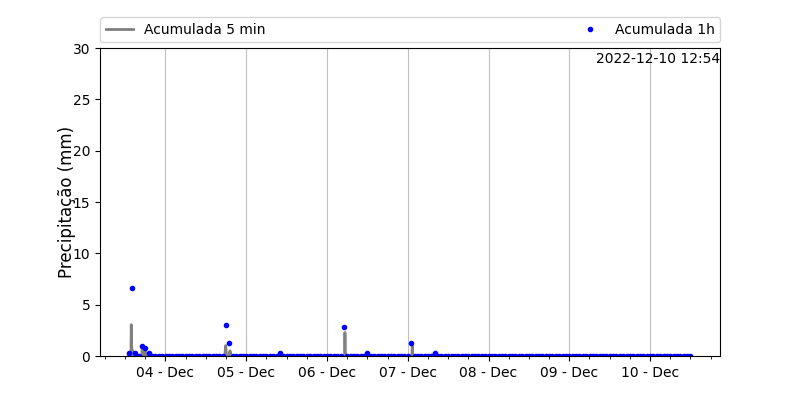 Acumulada 5 min
Acumulada 1h
2022-12-10 12:54
Precipitação (mm)
30
25
20
15
10
5
0
04 - Dec
05 - Dec
06 - Dec
07 - Dec
08 - Dec
09 - Dec
10 - Dec